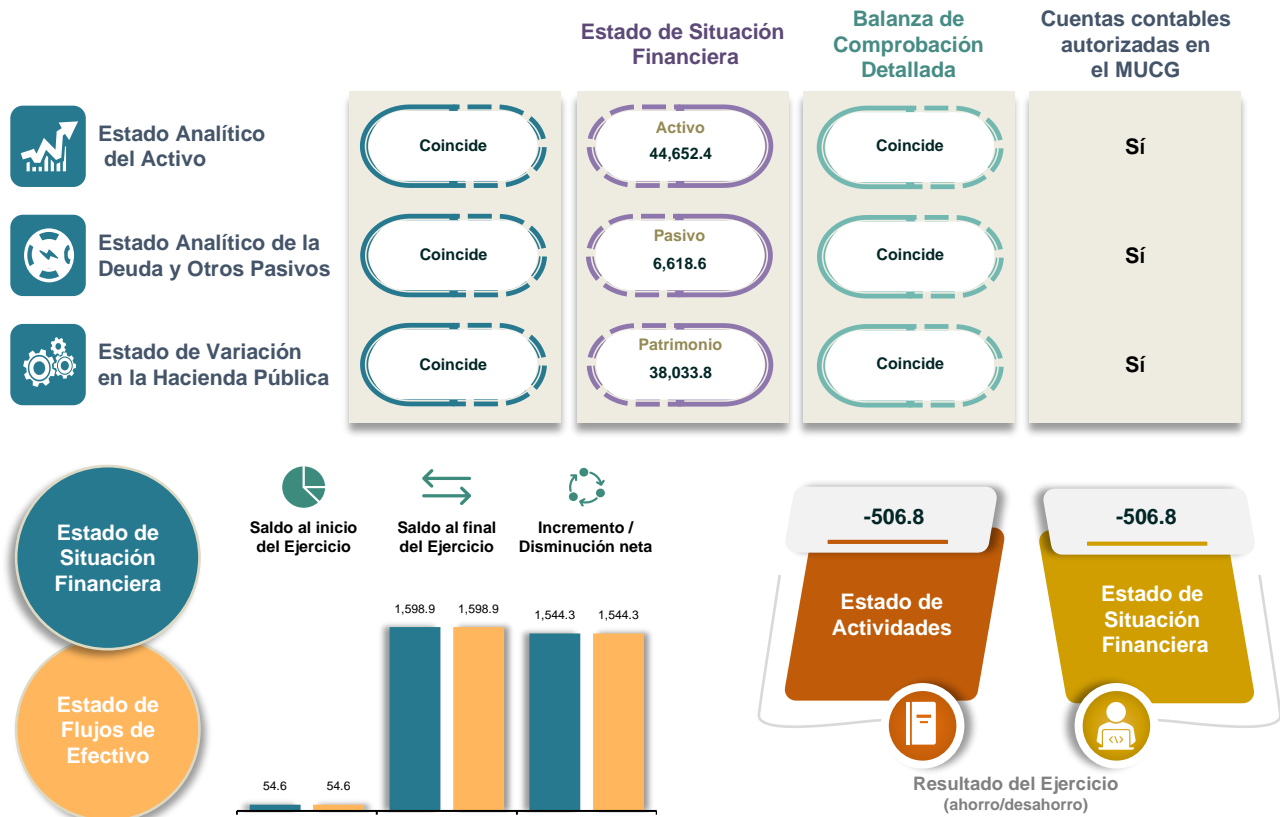 Estado de Situación
Financiera
Balanza de
Comprobación
Detallada
Cuentas contables
autorizadas en
el MUCG
Estado Analítico
del Activo
Coincide
Activo
44,652.4
Coincide
Sí
Estado Analítico de la
Deuda y Otros Pasivos
Coincide
Pasivo
6,618.6
Coincide
Sí
Estado de Variación
en la Hacienda Pública
Coincide
Patrimonio
38,033.8
Coincide
Sí
Estado de
Situación
Financiera
Estado de
Flujos de
Efectivo
Saldo al inicio
del Ejercicio
Saldo al final
del Ejercicio
Incremento /
Disminución neta
54.6
54.6
1,598.9
1,598.9
1,544.3
1,544.3
-506.8
Estado de
Actividades
-506.8
Estado de
Situación
Financiera
Resultado del Ejercicio
(ahorro/desahorro)